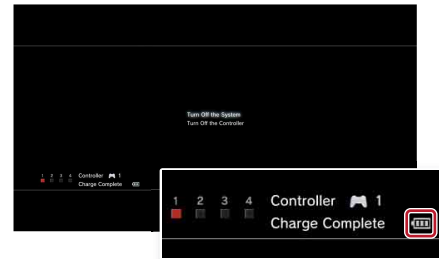 Turn Off the System
Turn Off the Controller
1 2 3 4 Controller 1
Charge Complete
1 2 3 4 Controller 1
Charge Complete